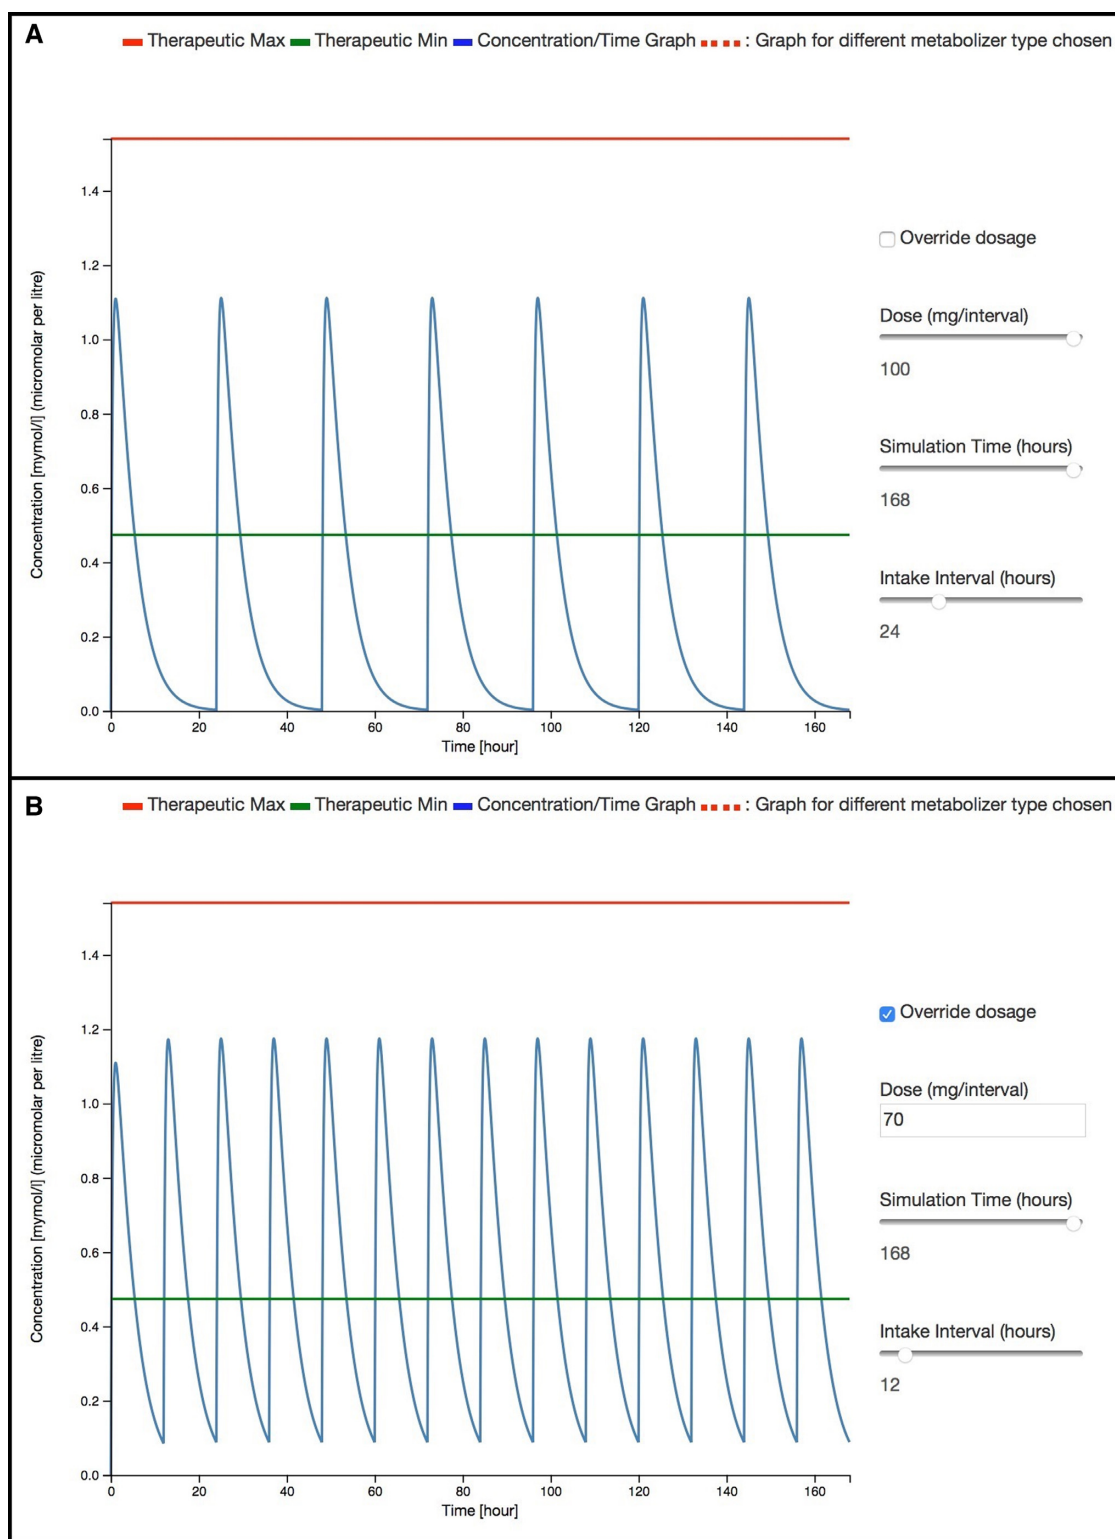 A
Therapeutic Max Therapeutic Min Concentration/Time Graph : Graph for different metabolizer type chosen
Concentration [mymol/l] (micromolar per litre)
1.4
1.2
1.0
0.8
0.6
0.4
0.2
0.0
0 20 40 60 80 100 120 140 160
Time [hour]
Override dosage
Dose (mg/interval)
100
Simulation Time (hours)
168
Intake Interval (hours)
24
B
Therapeutic Max Therapeutic Min Concentration/Time Graph : Graph for different metabolizer type chosen
Concentration [mymol/l] (micromolar per litre)
1.4
1.2
1.0
0.8
0.6
0.4
0.2
0.0
0 20 40 60 80 100 120 140 160
Time [hour]
Override dosage
Dose (mg/interval)
70
Simulation Time (hours)
168
Intake Interval (hours)
12